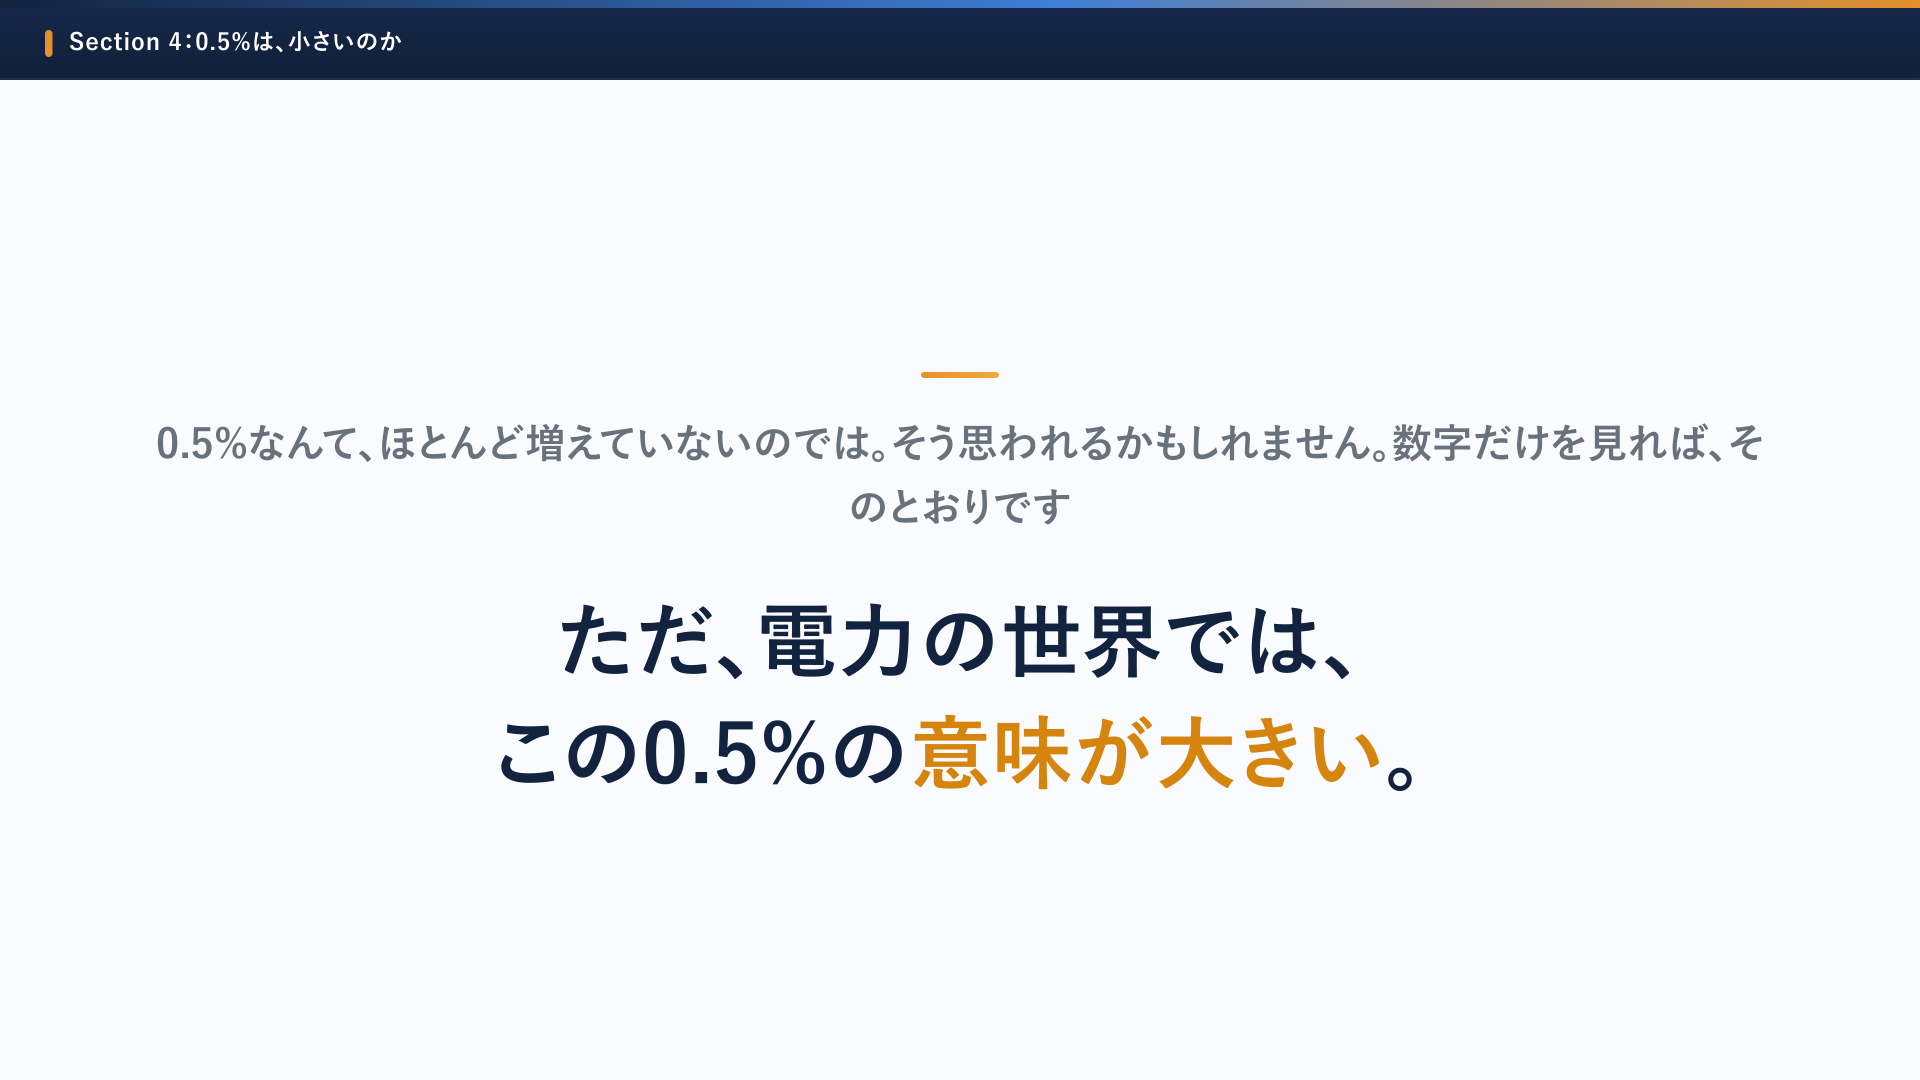 Section 4：0.5%は、小さいのか
0.5%なんて、ほとんど増えていないのでは。そう思われるかもしれません。数字だけを見れば、そ
のとおりです
ただ、電力の世界では、
この0.5%の意味が大きい。